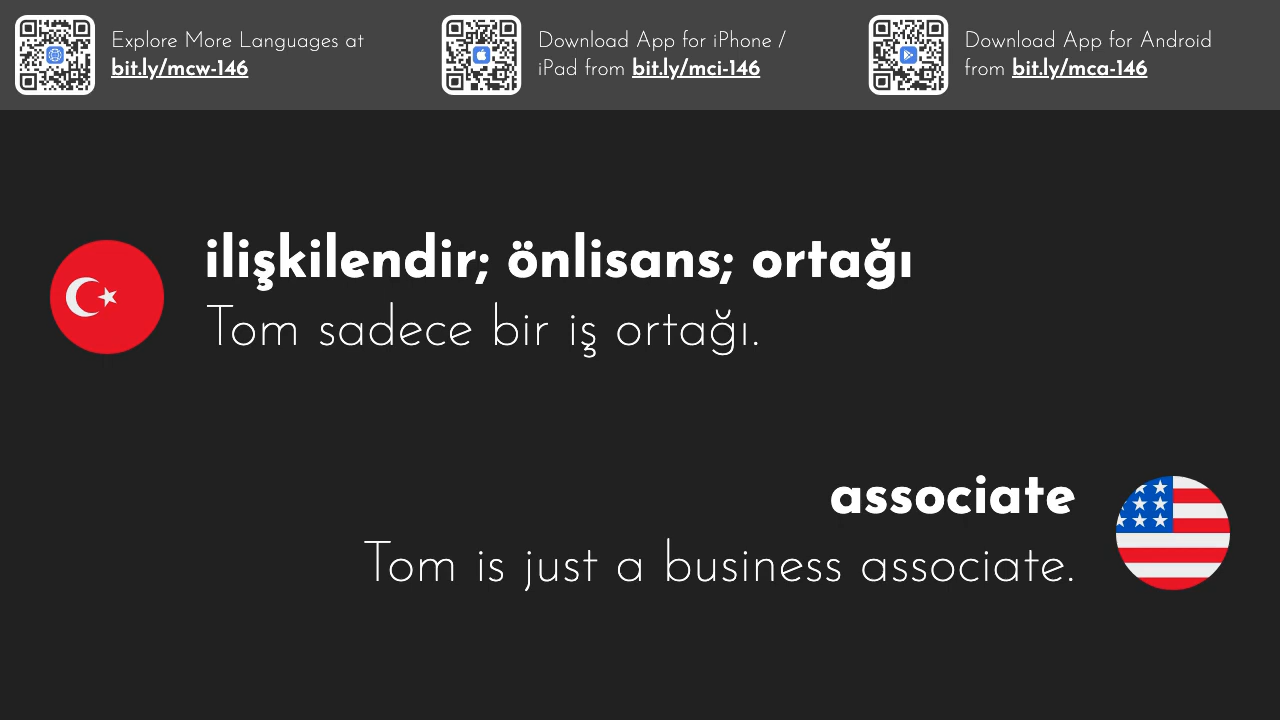 Explore More Languages at
bit.ly/mcw-146
Download App for iPhone /
iPad from bit.ly/mci-146
Download App for Android
from bit.ly/mca-146
ilişkilendir; önlisans; ortağı
Tom sadece bir iş ortağı.
associate
Tom is just a business associate.